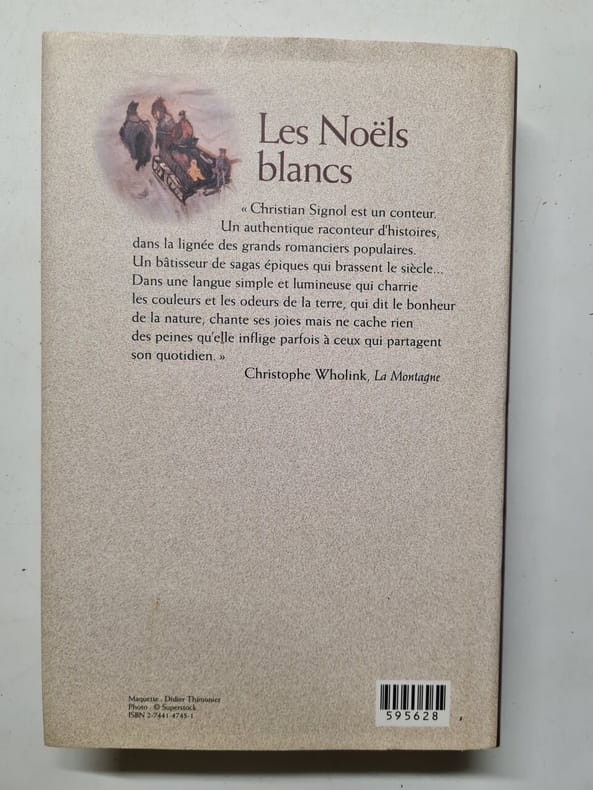 Les Noëls
blancs
« Christian Signol est un conteur.
Un authentique raconteur d'histoires,
dans la lignée des grands romanciers populaires.
Un bâtisseur de sagas épiques qui brassent le siècle...
Dans une langue simple et lumineuse qui charrie
les couleurs et les odeurs de la terre, qui dit le bonheur
de la nature, chante ses joies mais ne cache rien
des peines qu'elle inflige parfois à ceux qui partagent
son quotidien. »
Christophe Wholink, La Montagne
Maquette . Didier Thimonier
Photo . © Superstock
ISBN 2-7441-4745-1
595628